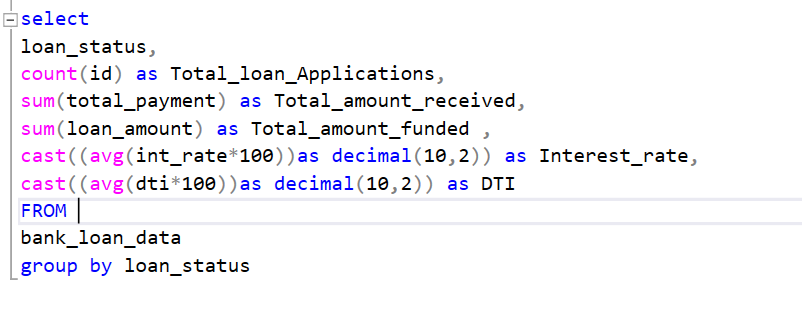 select
loan_status,
count(id) as Total_loan_Applications,
sum(total_payment) as Total_amount_received,
sum(loan_amount) as Total_amount_funded ,
cast((avg(int_rate*100))as decimal(10,2)) as Interest_rate,
cast((avg(dti*100))as decimal(10,2)) as DTI
FROM
bank_loan_data
group by loan_status